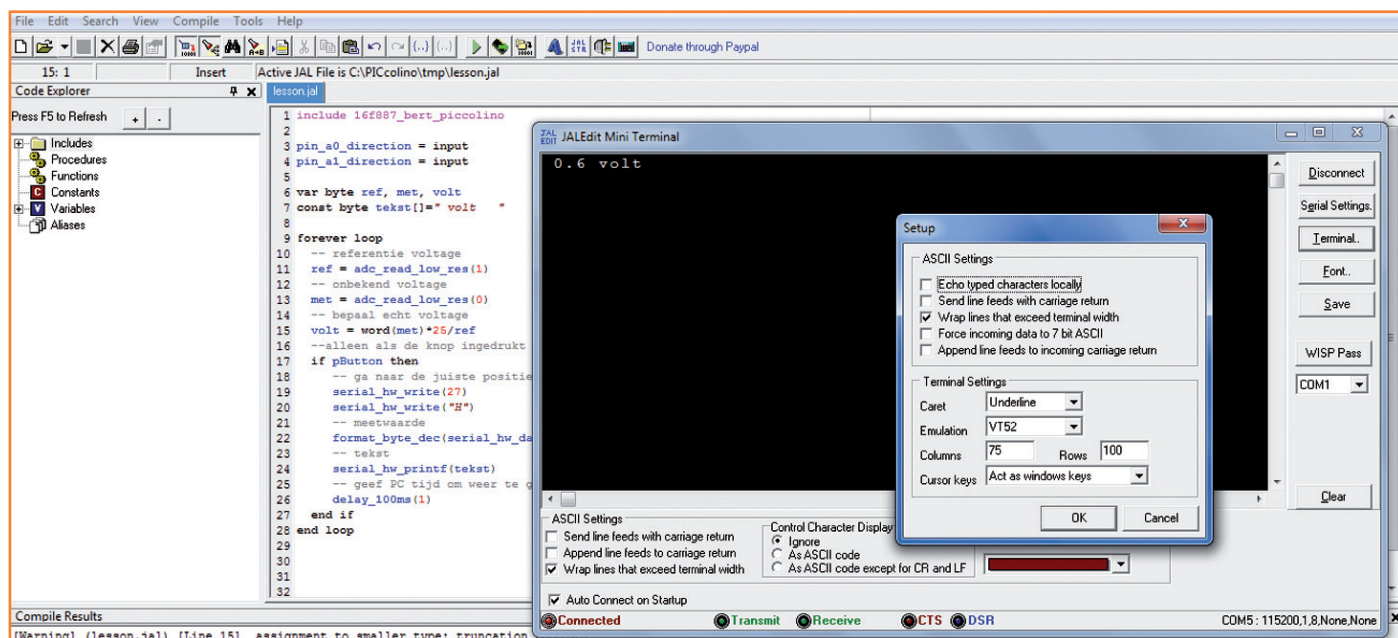 File Edit Search View Compile Tools Help
Donate through Paypal
15: 1 Insert Active JAL File is C:\PICcolino\tmp\lesson.jal
Code Explorer
lesson.jal
Press F5 to Refresh + -
Includes
Procedures
Functions
Constants
Variables
Aliases
1 include 16f887_bert_piccolino
2
3 pin_a0_direction = input
4 pin_a1_direction = input
5
6 var byte ref, met, volt
7 const byte tekst[]=" volt   "
8
9 forever loop
10 -- referentie voltage
11 ref = adc_read_low_res(1)
12 -- onbekend voltage
13 met = adc_read_low_res(0)
14 -- bepaal echt voltage
15 volt = word(met)*25/ref
16 --alleen als de knop ingedrukt
17 if pButton then
18 -- ga naar de juiste positie
19 serial_hw_write(27)
20 serial_hw_write("H")
21 -- meetwaarde
22 format_byte_dec(serial_hw_da
23 -- tekst
24 serial_hw_printf(tekst)
25 -- geef PC tijd om weer te g
26 delay_100ms(1)
27 end if
28 end loop
29
30
31
32
JAL EDIT JALEdit Mini Terminal
0.6 volt
Disconnect
Serial Settings.
Terminal..
Font..
Save
WISP Pass
COM1
Clear
Setup
ASCII Settings
Echo typed characters locally
Send line feeds with carriage return
Wrap lines that exceed terminal width
Force incoming data to 7 bit ASCII
Append line feeds to incoming carriage return
Terminal Settings
Caret Underline
Emulation VT52
Columns 75 Rows 100
Cursor keys Act as windows keys
OK Cancel
ASCII Settings
Send line feeds with carriage return
Append line feeds to carriage return
Wrap lines that exceed terminal width
Control Character Display
Ignore
As ASCII code
As ASCII code except for CR and LF
Auto Connect on Startup
Connected Transmit Receive CTS DSR COM5 : 115200,1,8,None,None
Compile Results
[Warning] (lesson.jal) [Line 15] assignment to smaller type; truncation